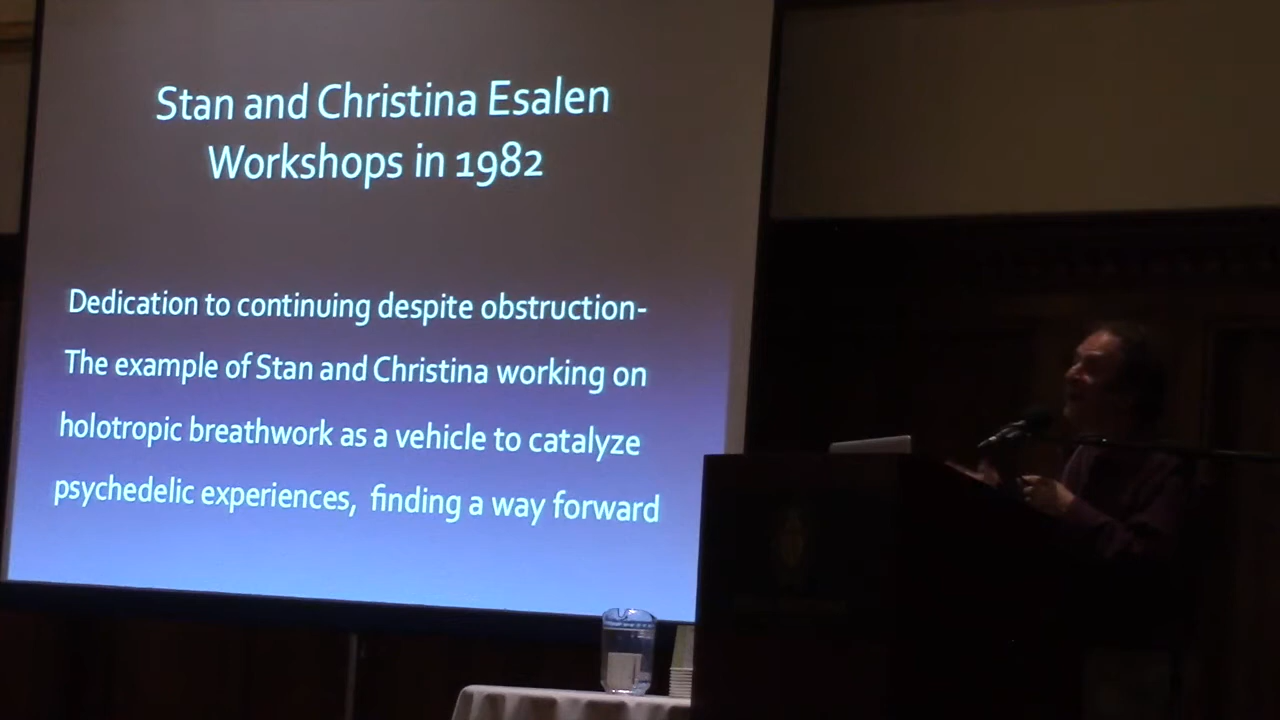 Stan and Christina Esalen
Workshops in 1982
Dedication to continuing despite obstruction-
The example of Stan and Christina working on
holotropic breathwork as a vehicle to catalyze
psychedelic experiences, finding a way forward